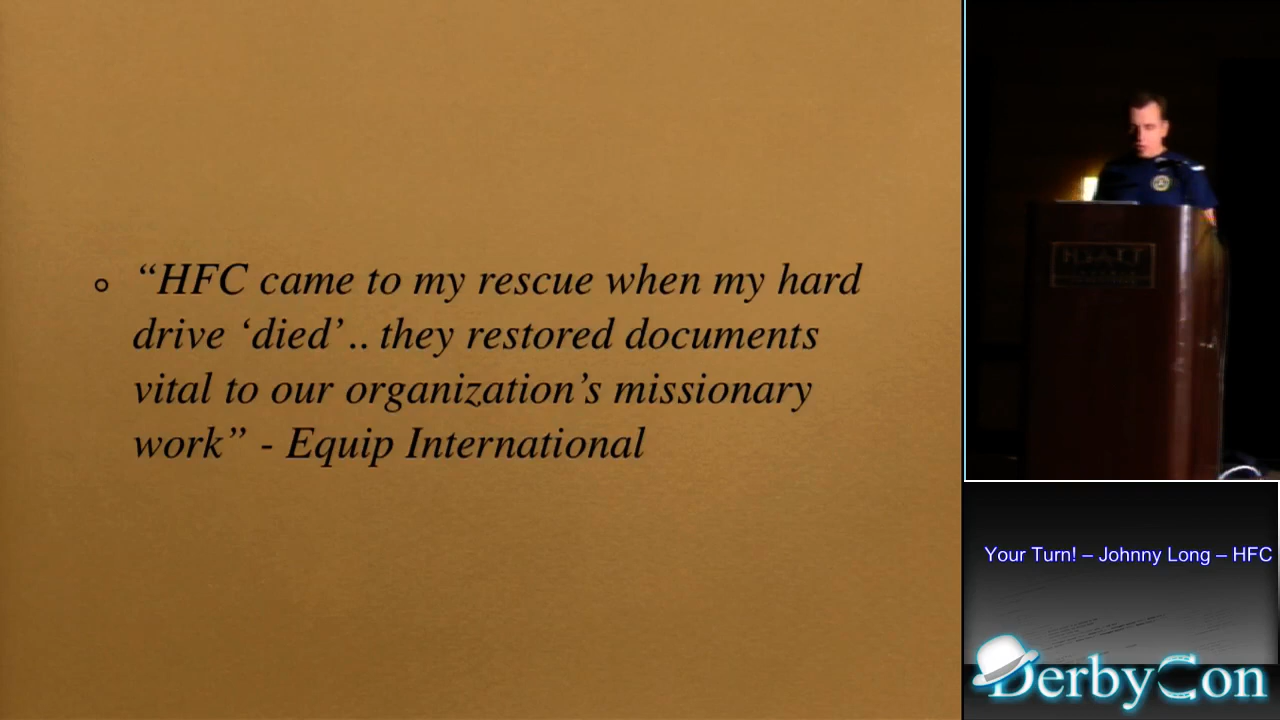 “HFC came to my rescue when my hard
drive ‘died’.. they restored documents
vital to our organization’s missionary
work” - Equip International
HYATT
Your Turn! – Johnny Long – HFC
DerbyCon